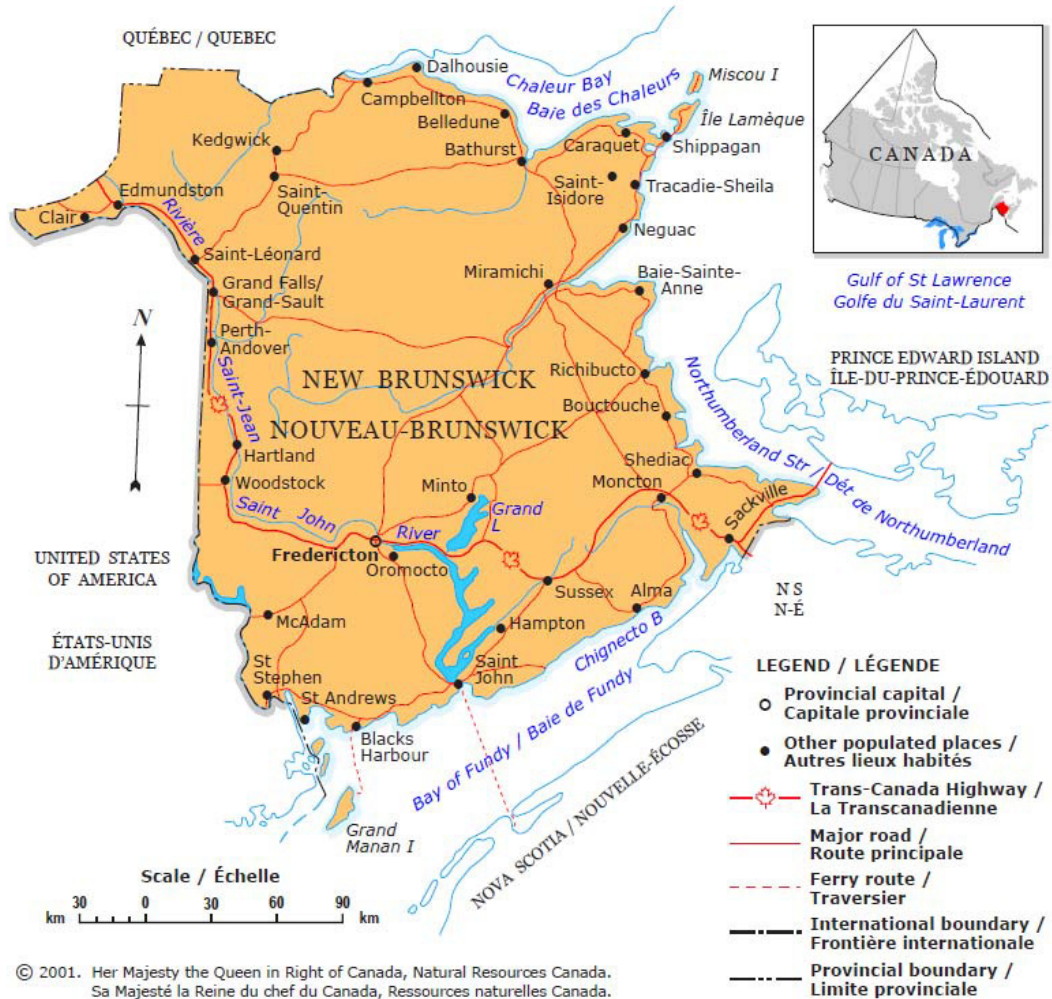 QUÉBEC / QUEBEC
Dalhousie
Chaleur Bay
Baie des Chaleurs
Miscou I
Campbellton
Belledune
Île Lamèque
Kedgwick
Bathurst
Caraquet
Shippagan
CANADA
Edmundston
Saint-
Quentin
Saint-
Isidore
Tracadie-Sheila
Clair
Rivière
Neguac
Saint-Léonard
Miramichi
Baie-Sainte-
Anne
Gulf of St Lawrence
Golfe du Saint-Laurent
Grand Falls/
Grand-Sault
N
Perth-
Andover
Saint-Jean
NEW BRUNSWICK
NOUVEAU-BRUNSWICK
Richibucto
Bouctouche
PRINCE EDWARD ISLAND
ÎLE-DU-PRINCE-ÉDOUARD
Northumberland Str / Dét de Northumberland
Hartland
Woodstock
Shediac
Minto
Moncton
Sackville
Saint John
River
Grand
L
Fredericton
Oromocto
UNITED STATES
OF AMERICA
Sussex
Alma
N S
N-É
McAdam
Hampton
Chignecto B
ÉTATS-UNIS
D'AMÉRIQUE
St
Stephen
St Andrews
Saint
John
Blacks
Harbour
Bay of Fundy / Baie de Fundy
Grand
Manan I
NOVA SCOTIA / NOUVELLE-ÉCOSSE
LEGEND / LÉGENDE
Provincial capital /
Capitale provinciale
Other populated places /
Autres lieux habités
Trans-Canada Highway /
La Transcanadienne
Major road /
Route principale
Ferry route /
Traversier
International boundary /
Frontière internationale
Provincial boundary /
Limite provinciale
Scale / Échelle
km 30 0 30 60 90 km
© 2001. Her Majesty the Queen in Right of Canada, Natural Resources Canada.
Sa Majesté la Reine du chef du Canada, Ressources naturelles Canada.